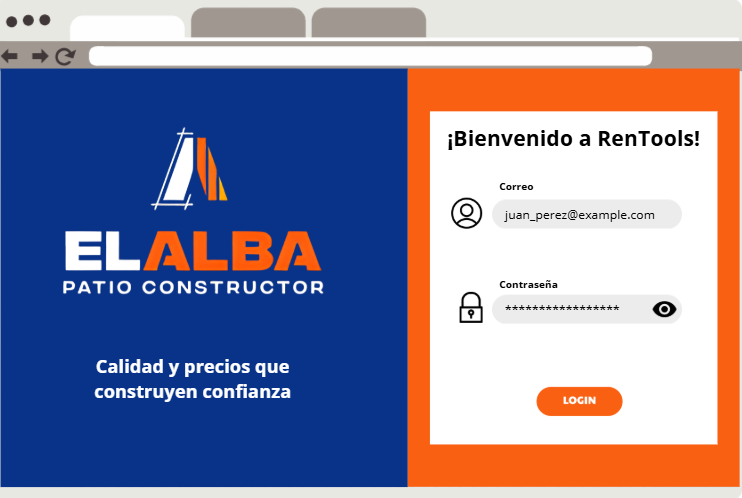 ELALBA
PATIO CONSTRUCTOR
Calidad y precios que
construyen confianza
¡Bienvenido a RenTools!
Correo
juan_perez@example.com
Contraseña
*****************
LOGIN